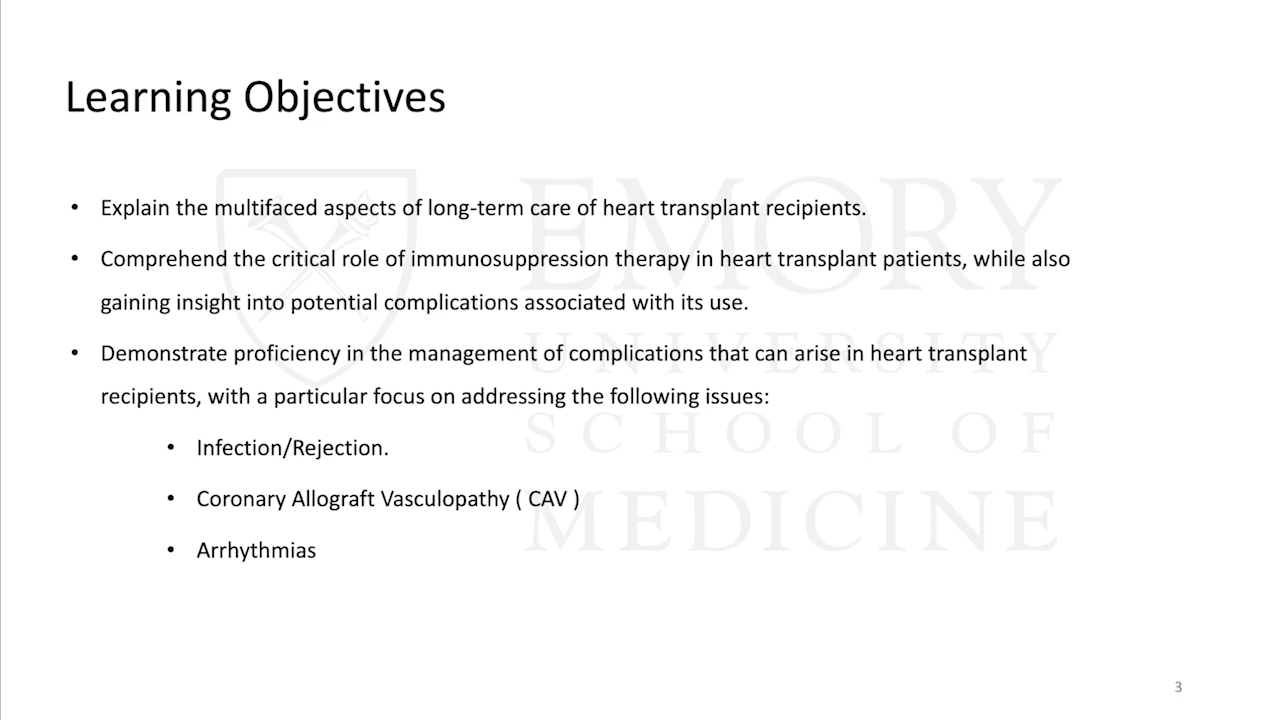 Learning Objectives
• Explain the multifaced aspects of long-term care of heart transplant recipients.
• Comprehend the critical role of immunosuppression therapy in heart transplant patients, while also
gaining insight into potential complications associated with its use.
• Demonstrate proficiency in the management of complications that can arise in heart transplant
recipients, with a particular focus on addressing the following issues:
• Infection/Rejection.
• Coronary Allograft Vasculopathy ( CAV )
• Arrhythmias
EMORY
UNIVERSITY
SCHOOL OF
MEDICINE
3